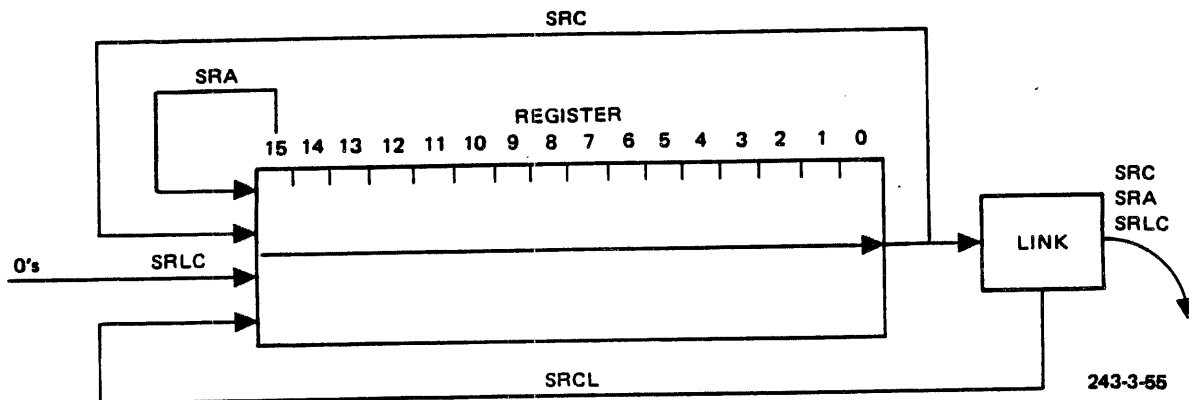 SRC
SRA
REGISTER
15 14 13 12 11 10 9 8 7 6 5 4 3 2 1 0
SRC
SRA
SRLC
LINK
0's
SRLC
SRCL
243-3-55